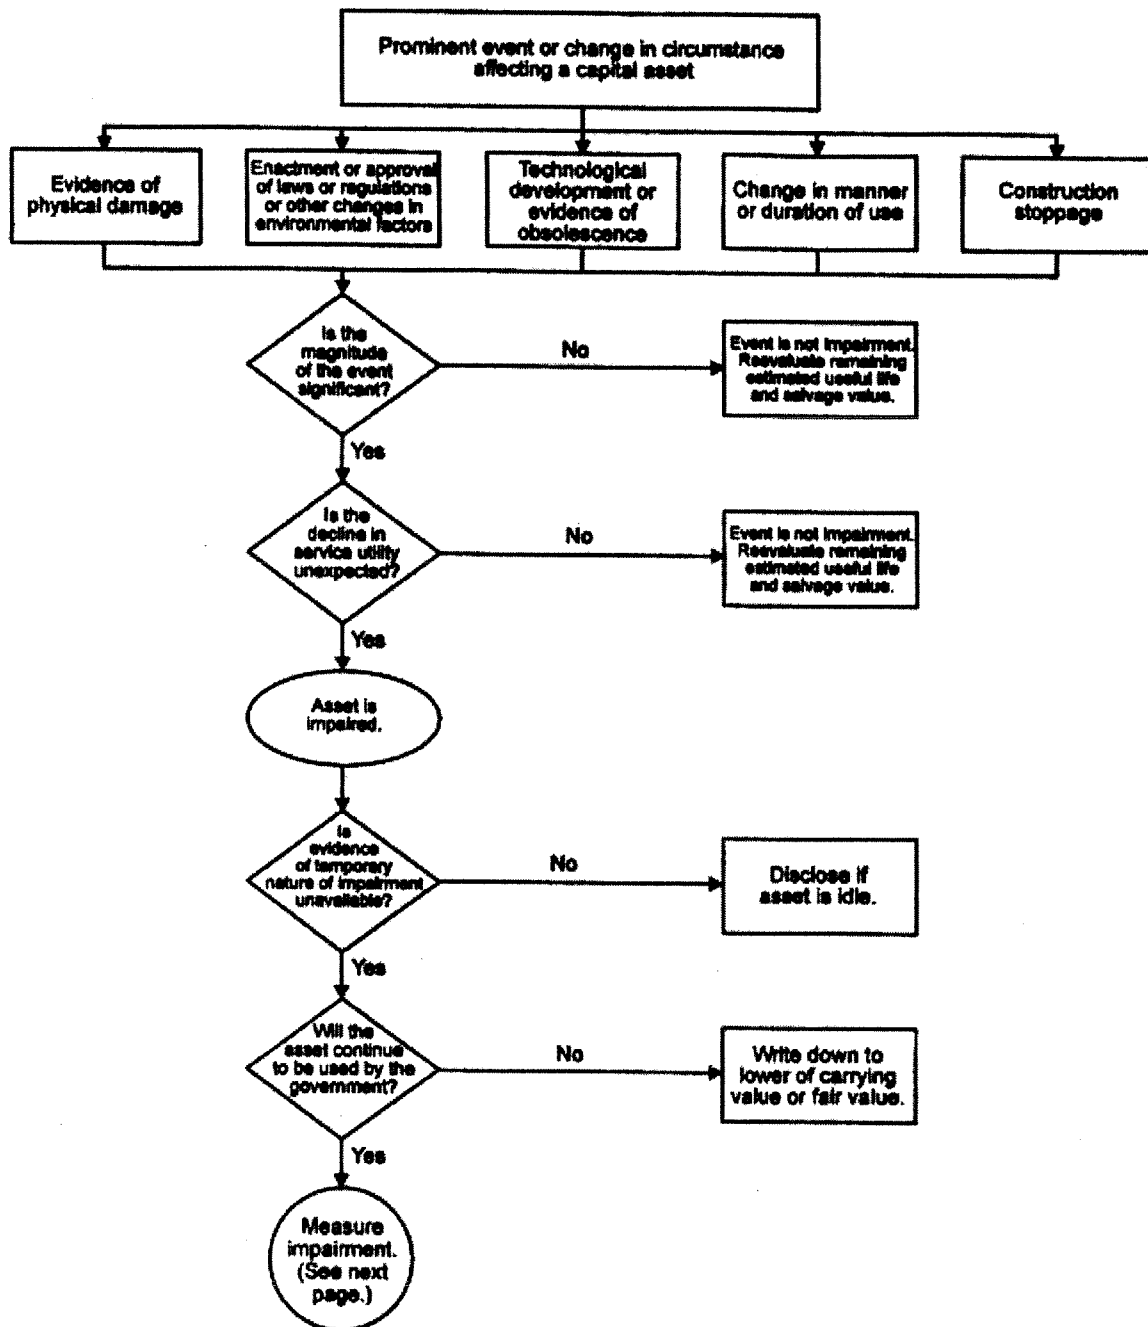 Prominent event or change in circumstance
affecting a capital asset
Evidence of
physical damage
Enactment or approval
of laws or regulations
or other changes in
environmental factors
Technological
development or
evidence of
obsolescence
Change in manner
or duration of use
Construction
stoppage
Is the
magnitude
of the event
significant?
No
Event is not impairment.
Reevaluate remaining
estimated useful life
and salvage value.
Yes
Is the
decline in
service utility
unexpected?
No
Event is not impairment.
Reevaluate remaining
estimated useful life
and salvage value.
Yes
Asset is
impaired.
Is
evidence
of temporary
nature of impairment
unavailable?
No
Disclose if
asset is idle.
Yes
Will the
asset continue
to be used by the
government?
No
Write down to
lower of carrying
value or fair value.
Yes
Measure
impairment.
(See next
page.)